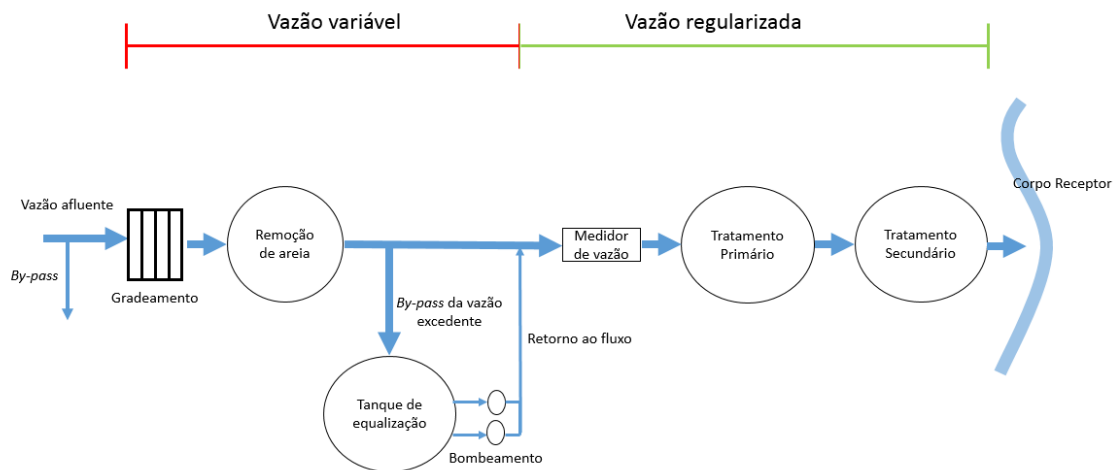 Vazão variável
Vazão regularizada
Corpo Receptor
Vazão afluente
By-pass
Gradeamento
Remoção
de areia
Medidor
de vazão
Tratamento
Primário
Tratamento
Secundário
By-pass da vazão
excedente
Retorno ao fluxo
Tanque de
equalização
Bombeamento